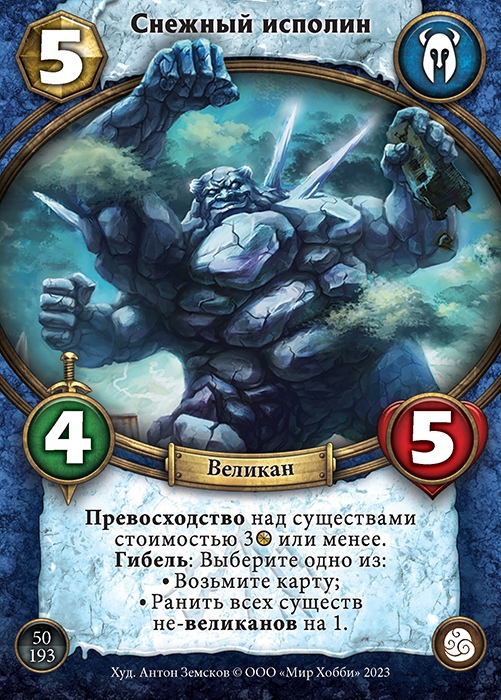 Снежный исполин
5
4
5
Великан
Превосходство над существами
стоимостью 3 или менее.
Гибель: Выберите одно из:
• Возьмите карту;
• Ранить всех существ
не-великанов на 1.
50
193
Худ. Антон Земсков © ООО «Мир Хобби» 2023